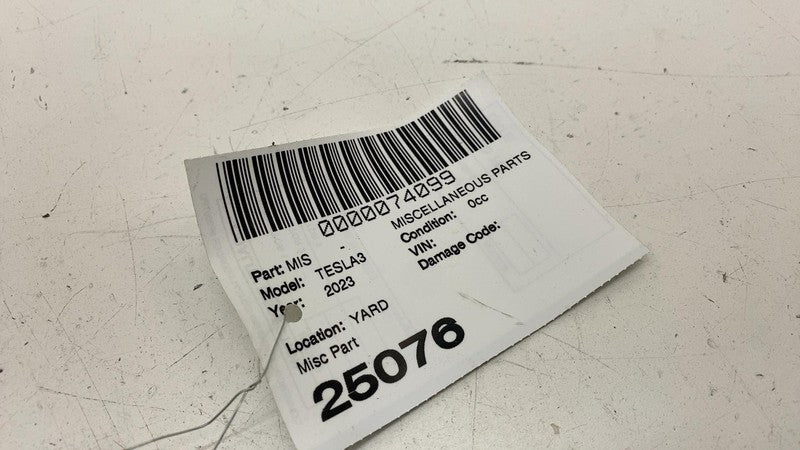 0000074099
Part: MIS - MISCELLANEOUS PARTS
Model: TESLA3 Condition: 0cc
Year: 2023 VIN:
Damage Code:
Location: YARD
Misc Part
25076